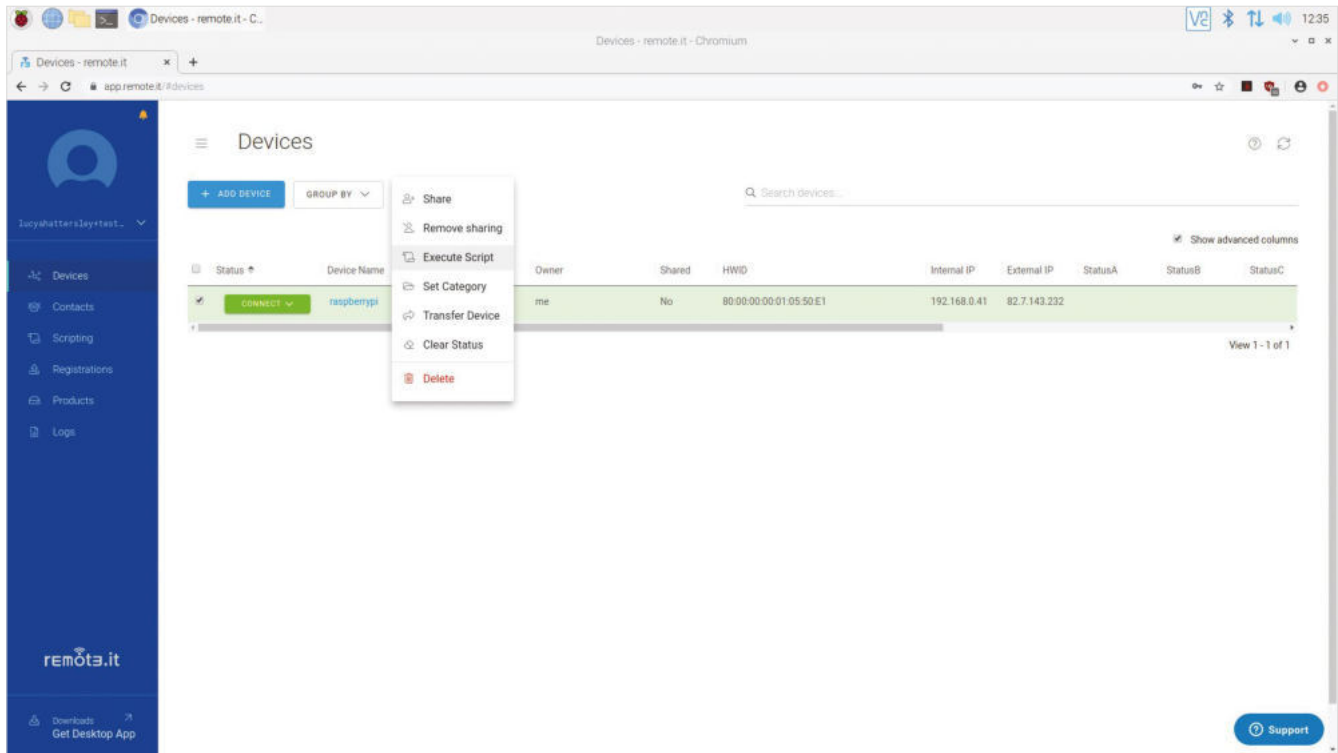 Devices - remote.it - C..
12:35
Devices - remote.it - Chromium
Devices - remote.it
app.remote.it/#devices
Devices
+ ADD DEVICE
GROUP BY
Search devices...
lucyhattersley+test…
Show advanced columns
Share
Remove sharing
Execute Script
Set Category
Transfer Device
Clear Status
Delete
Status Device Name Owner Shared HWID Internal IP External IP StatusA StatusB StatusC
CONNECT raspberrypi me No 80:00:00:00:01:05:50:E1 192.168.0.41 82.7.143.232
View 1 - 1 of 1
Devices
Contacts
Scripting
Registrations
Products
Logs
remotɜ.it
Downloads
Get Desktop App
Support